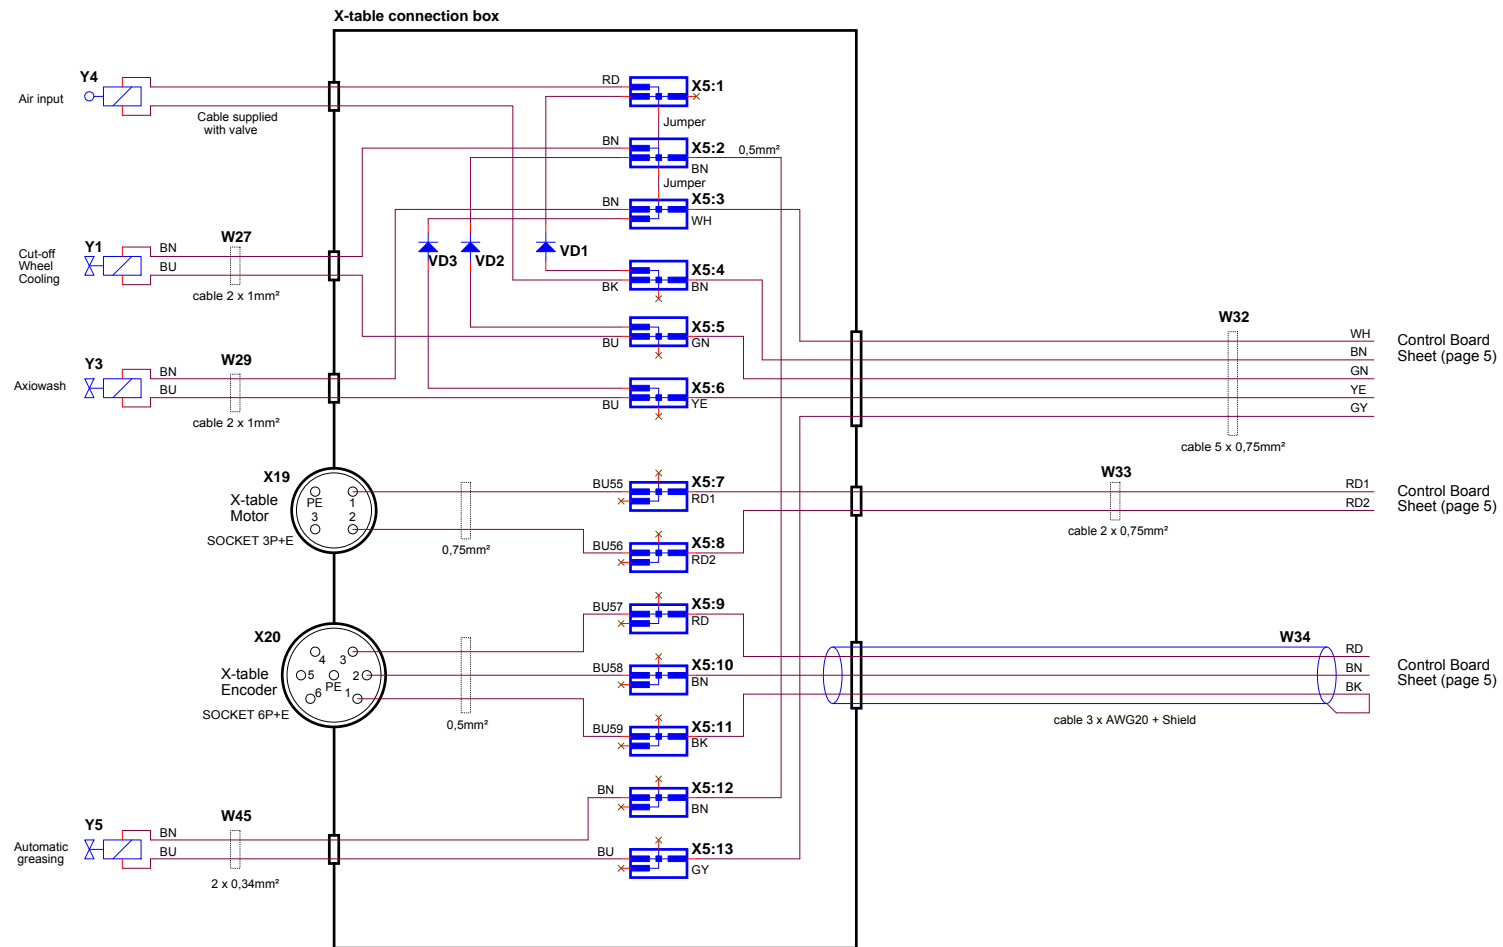 X-table connection box
Y4
Air input
Cable supplied
with valve
RD
X5:1
Jumper
BN
X5:2
0,5mm²
BN
Jumper
BN
X5:3
WH
VD3
VD2
VD1
Cut-off
Wheel
Cooling
Y1
BN
BU
W27
cable 2 x 1mm²
X5:4
BK
BN
X5:5
BU
GN
Y3
Axiowash
BN
BU
W29
cable 2 x 1mm²
X5:6
BU
YE
W32
WH
BN
GN
YE
GY
cable 5 x 0,75mm²
Control Board
Sheet (page 5)
X19
X-table
Motor
SOCKET 3P+E
PE
1
3
2
0,75mm²
BU55
X5:7
RD1
BU56
X5:8
RD2
W33
RD1
RD2
cable 2 x 0,75mm²
Control Board
Sheet (page 5)
X20
X-table
Encoder
SOCKET 6P+E
4
3
5
PE
2
6
1
0,5mm²
BU57
X5:9
RD
BU58
X5:10
BN
BU59
X5:11
BK
W34
RD
BN
BK
cable 3 x AWG20 + Shield
Control Board
Sheet (page 5)
BN
X5:12
BN
Y5
Automatic
greasing
BN
BU
W45
2 x 0,34mm²
BU
X5:13
GY